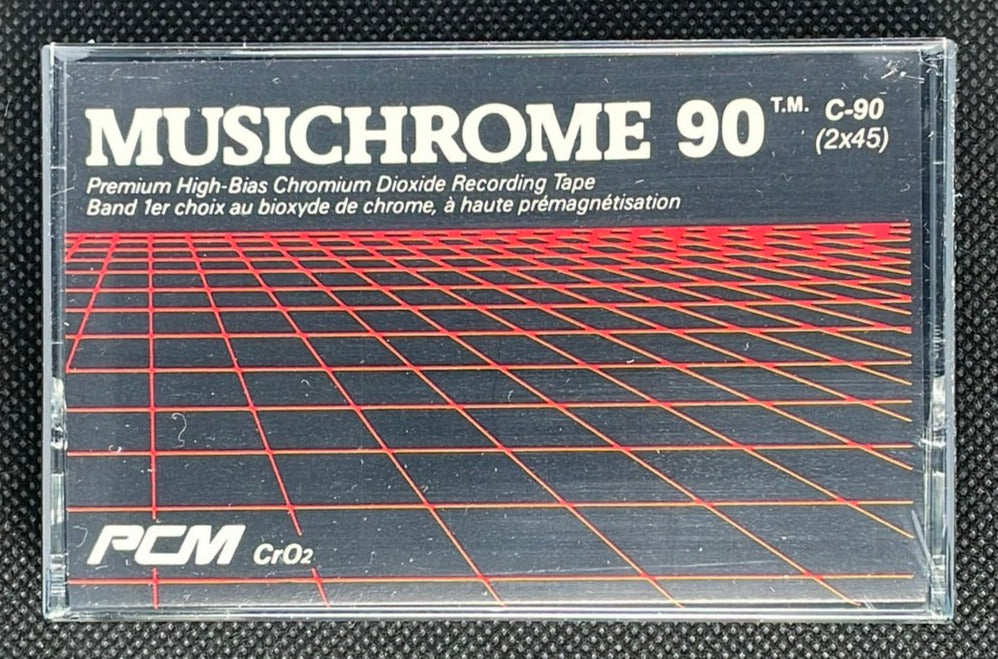 MUSICHROME 90 T.M. C-90
(2x45)
Premium High-Bias Chromium Dioxide Recording Tape
Band 1er choix au bioxyde de chrome, à haute prémagnétisation
PCM CrO2